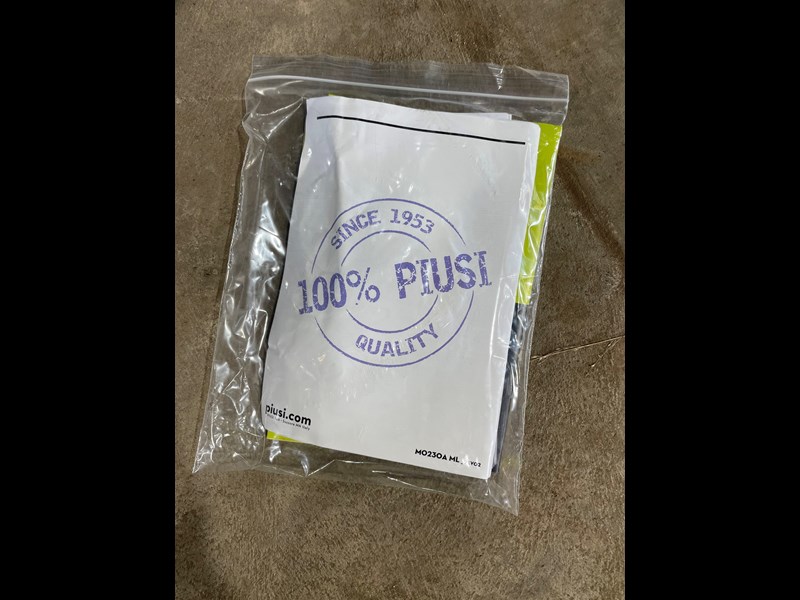 SINCE 1953
100% PIUSI
QUALITY
piusi.com
M0230A ML